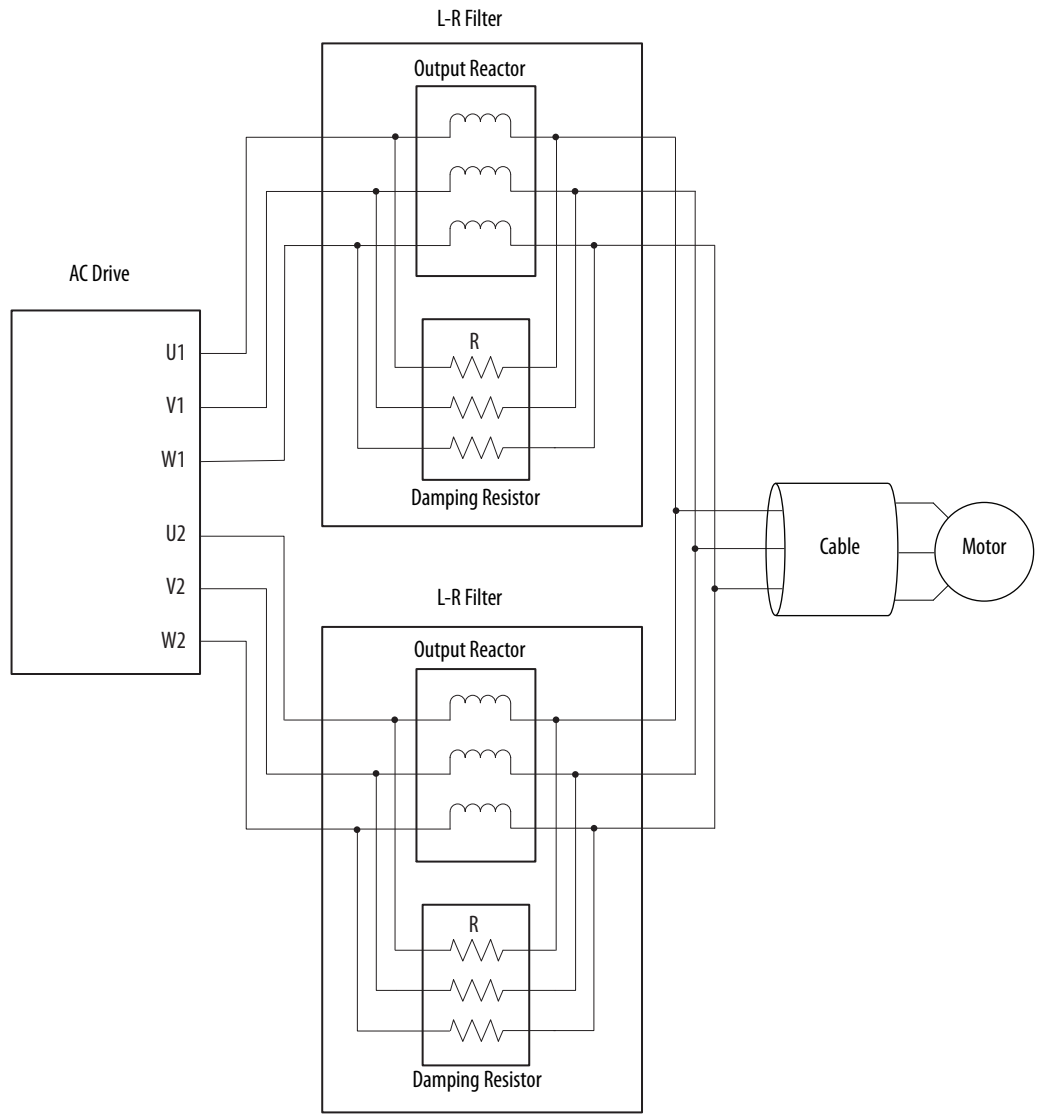 L-R Filter
Output Reactor
AC Drive
R
U1
V1
W1
Damping Resistor
U2
V2
W2
Cable
Motor
L-R Filter
Output Reactor
R
Damping Resistor